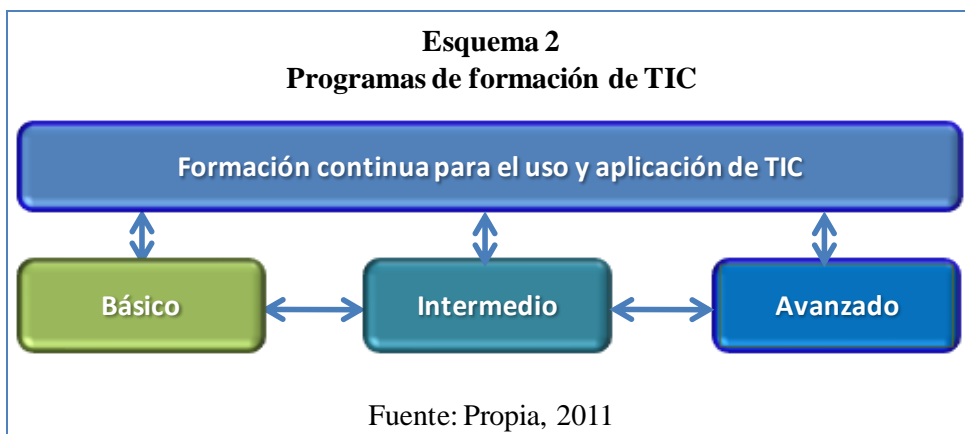 Esquema 2
Programas de formación de TIC
Formación continua para el uso y aplicación de TIC
Básico
Intermedio
Avanzado
Fuente: Propia, 2011